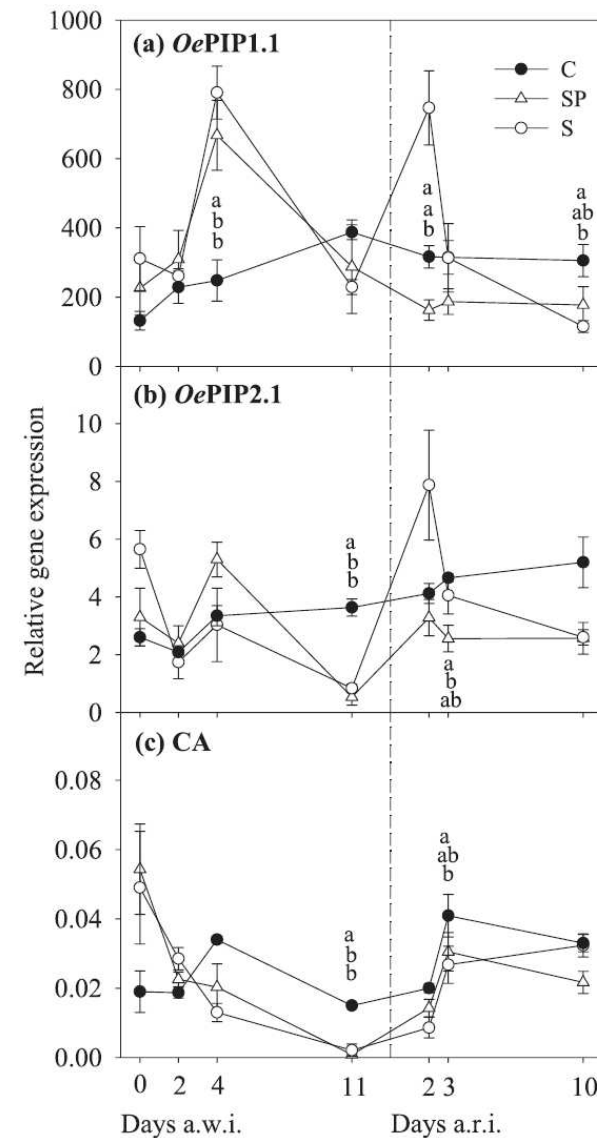 Relative gene expression
(a) OePIP1.1
C
SP
S
1000
800
600
400
200
0
a
b
b
a
a
b
a
ab
b
(b) OePIP2.1
10
8
6
4
2
0
a
b
b
a
b
ab
(c) CA
0.08
0.06
0.04
0.02
0.00
a
b
b
a
ab
b
0 2 4 11 2 3 10
Days a.w.i. Days a.r.i.